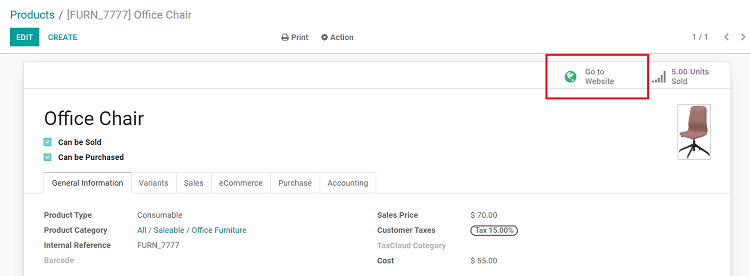 Products / [FURN_7777] Office Chair
EDIT CREATE Print Action 1 / 1
Go to
Website
5.00 Units
Sold
Office Chair
Can be Sold
Can be Purchased
General Information Variants Sales eCommerce Purchase Accounting
Product Type Consumable Sales Price $ 70.00
Product Category All / Saleable / Office Furniture Customer Taxes Tax 15.00%
Internal Reference FURN_7777 TaxCloud Category
Barcode Cost $ 55.00